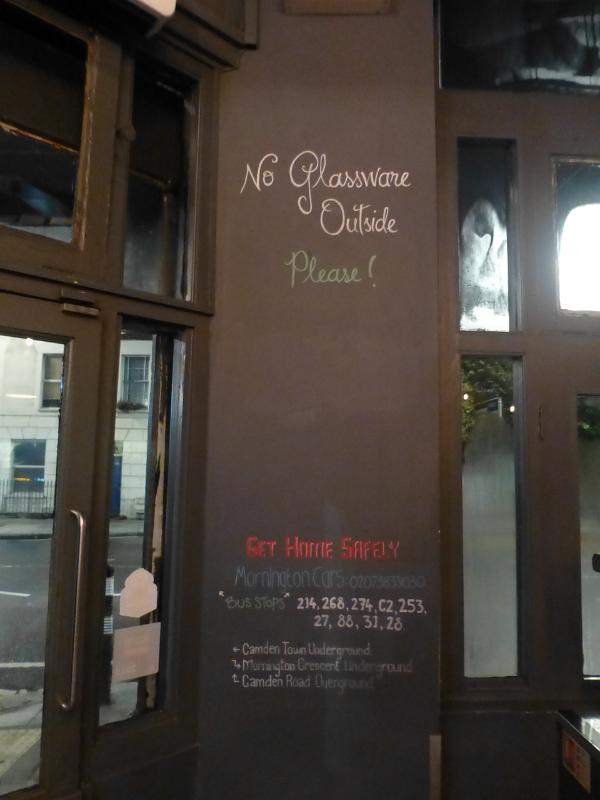 No Glassware
Outside
Please!
GET HOME SAFELY
Mornington Cars: 02073833030
"BUS STOPS" 214, 268, 274, C2, 253,
27, 88, 31, 28.
← Camden Town Underground.
↴ Mornington Crescent Underground
↰ Camden Road Overground